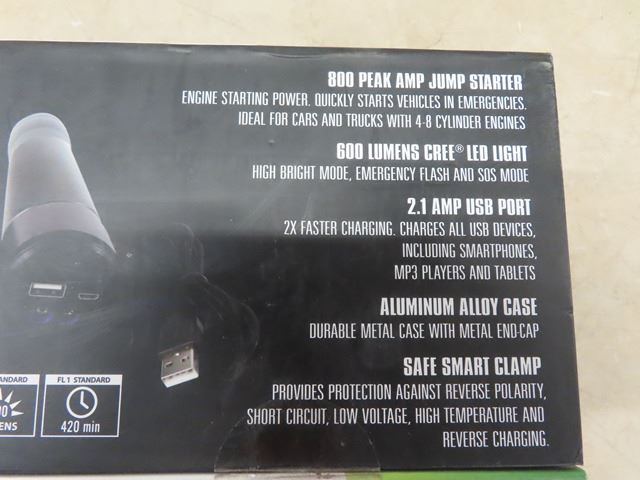 800 PEAK AMP JUMP STARTER
ENGINE STARTING POWER. QUICKLY STARTS VEHICLES IN EMERGENCIES.
IDEAL FOR CARS AND TRUCKS WITH 4-8 CYLINDER ENGINES
600 LUMENS CREE® LED LIGHT
HIGH BRIGHT MODE, EMERGENCY FLASH AND SOS MODE
2.1 AMP USB PORT
2X FASTER CHARGING. CHARGES ALL USB DEVICES,
INCLUDING SMARTPHONES,
MP3 PLAYERS AND TABLETS
ALUMINUM ALLOY CASE
DURABLE METAL CASE WITH METAL END-CAP
SAFE SMART CLAMP
PROVIDES PROTECTION AGAINST REVERSE POLARITY,
SHORT CIRCUIT, LOW VOLTAGE, HIGH TEMPERATURE AND
REVERSE CHARGING.
FL 1 STANDARD
420 min